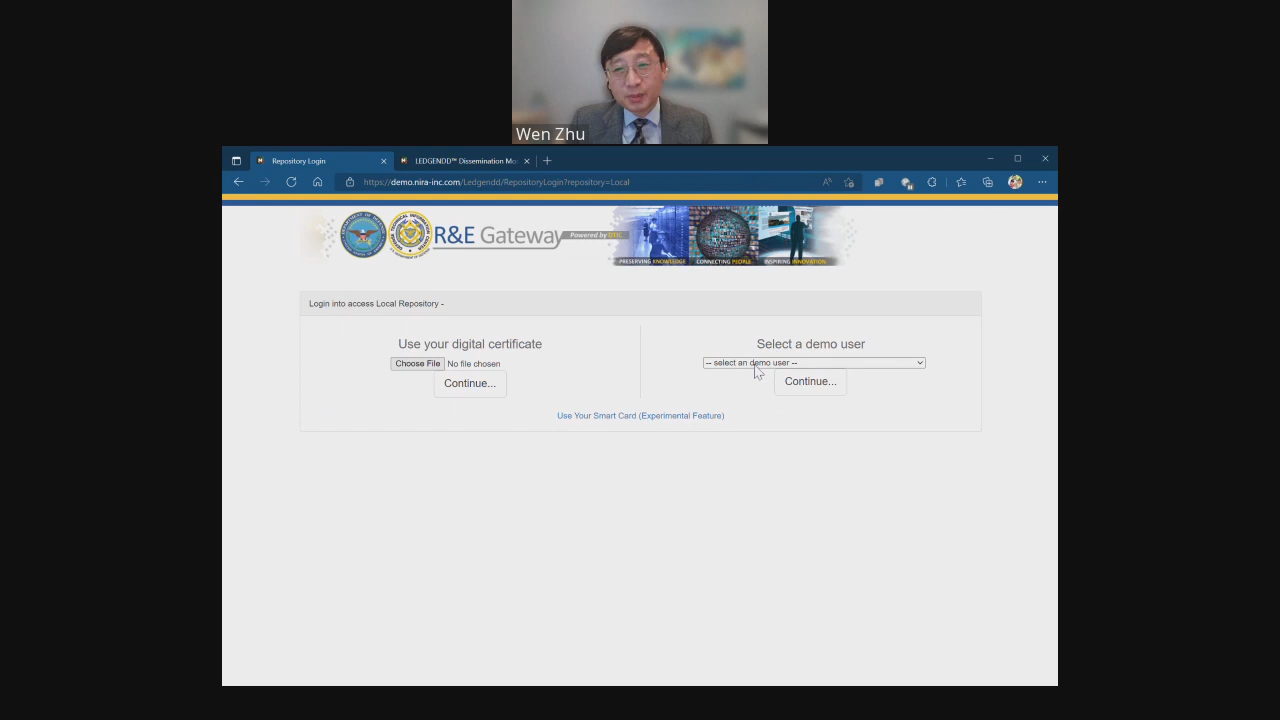 Wen Zhu
Repository Login
LEDGENDD™ Dissemination Mo
https://demo.nira-inc.com/Ledgendd/RepositoryLogin?repository=Local
R&E Gateway
Powered by DTIC
PRESERVING KNOWLEDGE
CONNECTING PEOPLE
INSPIRING INNOVATION
Login into access Local Repository -
Use your digital certificate
Select a demo user
Choose File No file chosen
-- select an demo user --
Continue...
Continue...
Use Your Smart Card (Experimental Feature)